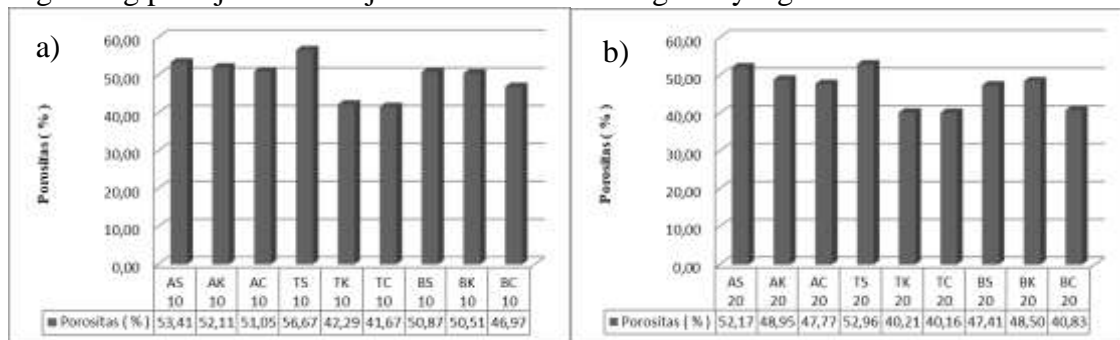 a)
60,00
50,00
40,00
30,00
20,00
10,00
0,00
Porositas ( % )
AS 10 AK 10 AC 10 TS 10 TK 10 TC 10 BS 10 BK 10 BC 10
Porositas ( % ) 53,41 52,11 51,05 56,67 42,29 41,67 50,87 50,51 46,97
b)
60,00
50,00
40,00
30,00
20,00
10,00
0,00
Porositas ( % )
AS 20 AK 20 AC 20 TS 20 TK 20 TC 20 BS 20 BK 20 BC 20
Porositas ( % ) 52,17 48,95 47,77 52,96 40,21 40,16 47,41 48,50 40,83